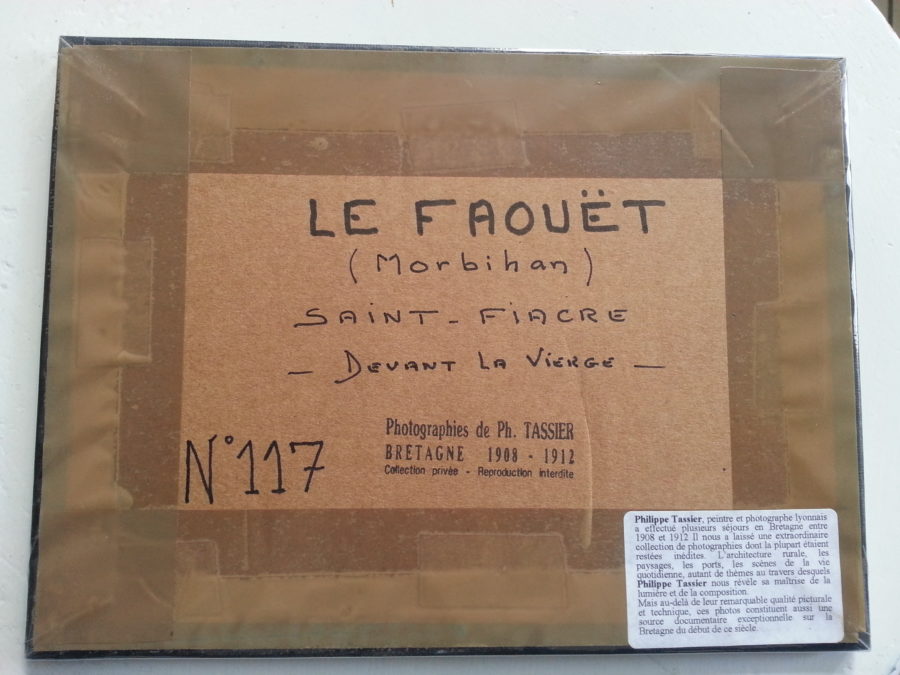 LE FAOUËT
(Morbihan)
SAINT-FIACRE
- DEVANT LA VIERGE -
N°117
Photographies de Ph. TASSIER
BRETAGNE 1908 - 1912
Collection privée - Reproduction interdite
Philippe Tassier, peintre et photographe lyonnais
a effectué plusieurs séjours en Bretagne entre
1908 et 1912 Il nous a laissé une extraordinaire
collection de photographies dont la plupart étaient
restées inédites. L'architecture rurale, les
paysages, les ports, les scènes de la vie
quotidienne, autant de thèmes au travers desquels
Philippe Tassier nous révèle sa maîtrise de la
lumière et de la composition.
Mais au-delà de leur remarquable qualité picturale
et technique, ces photos constituent aussi une
source documentaire exceptionnelle sur la
Bretagne du début de ce siècle.